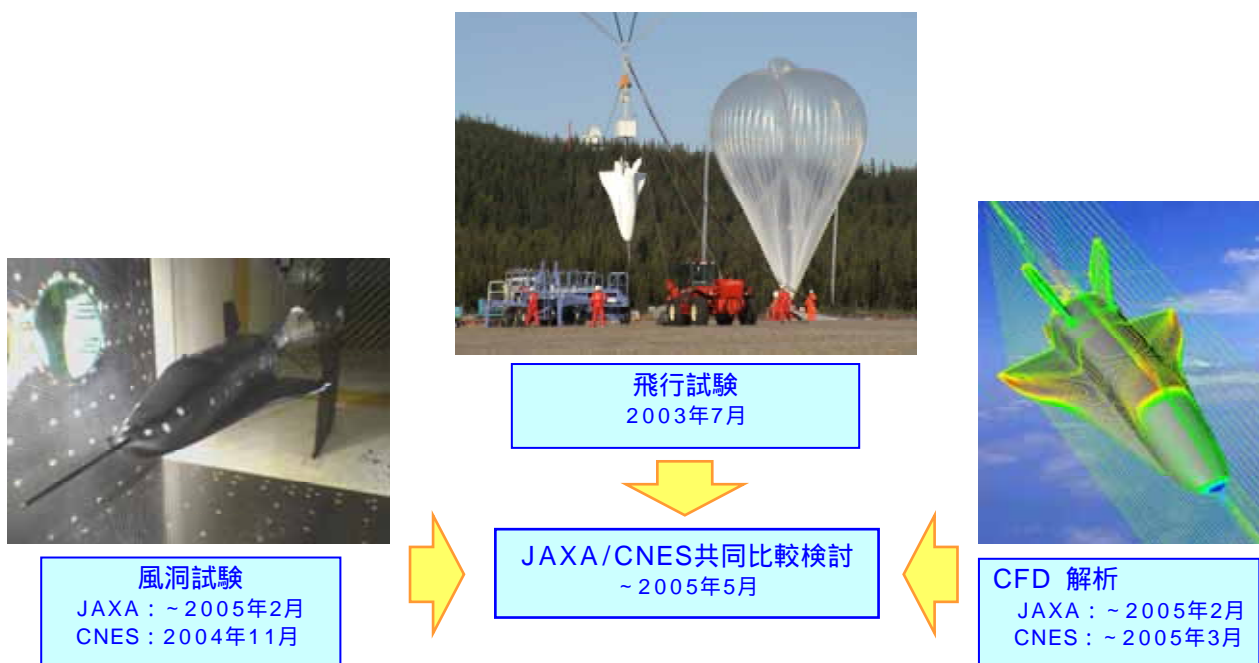 飛行試験
2003年7月
JAXA/CNES共同比較検討
~2005年5月
風洞試験
JAXA：~2005年2月
CNES：2004年11月
CFD 解析
JAXA：~2005年2月
CNES：~2005年3月